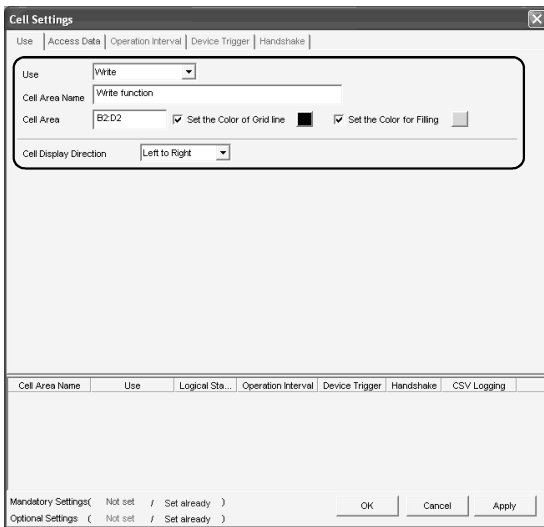 Cell Settings
Use Access Data Operation Interval Device Trigger Handshake
Use Write
Cell Area Name Write function
Cell Area B2:D2 Set the Color of Grid line Set the Color for Filling
Cell Display Direction Left to Right
Cell Area Name Use Logical Sta... Operation Interval Device Trigger Handshake CSV Logging
Mandatory Settings( Not set / Set already ) OK Cancel Apply
Optional Settings ( Not set / Set already )